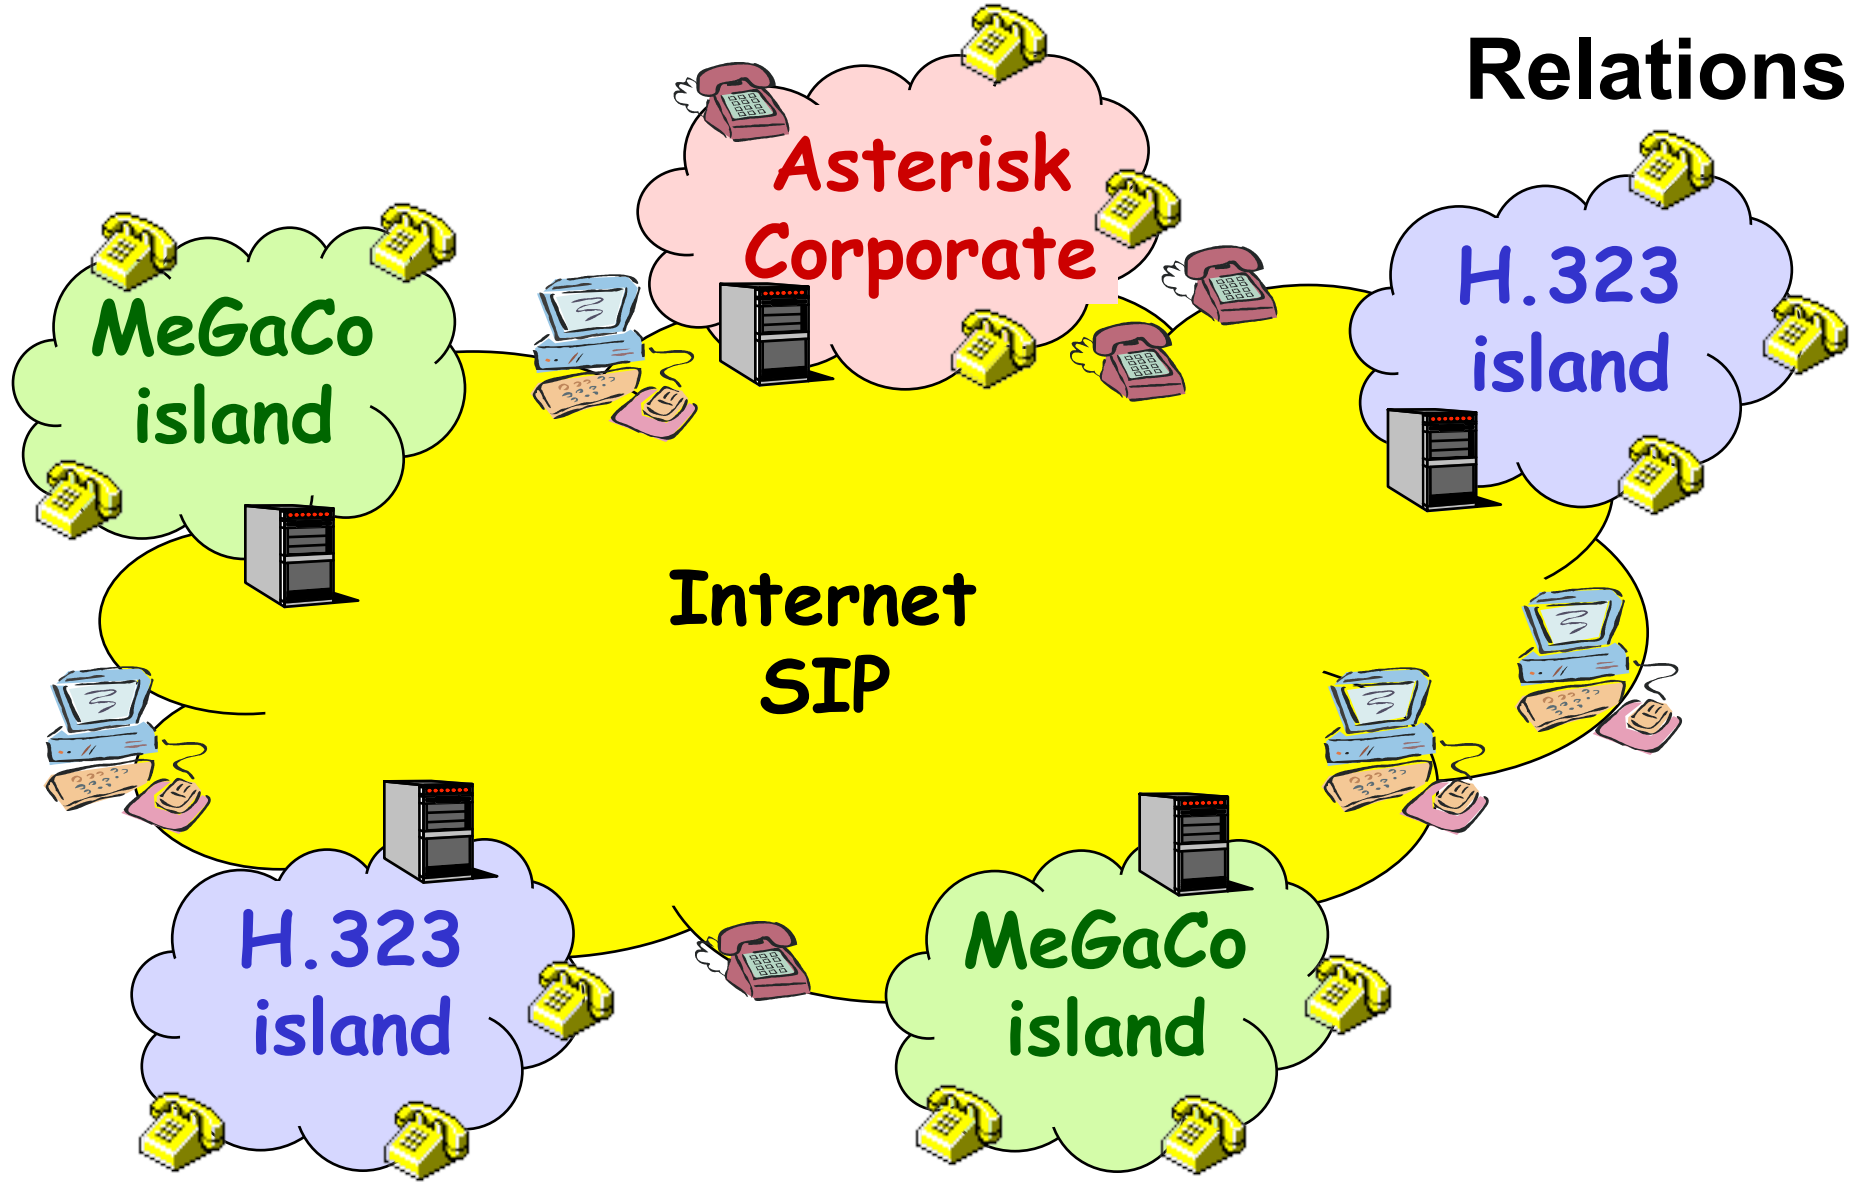 Relations
Asterisk
Corporate
H.323
island
MeGaCo
island
Internet
SIP
H.323
island
MeGaCo
island